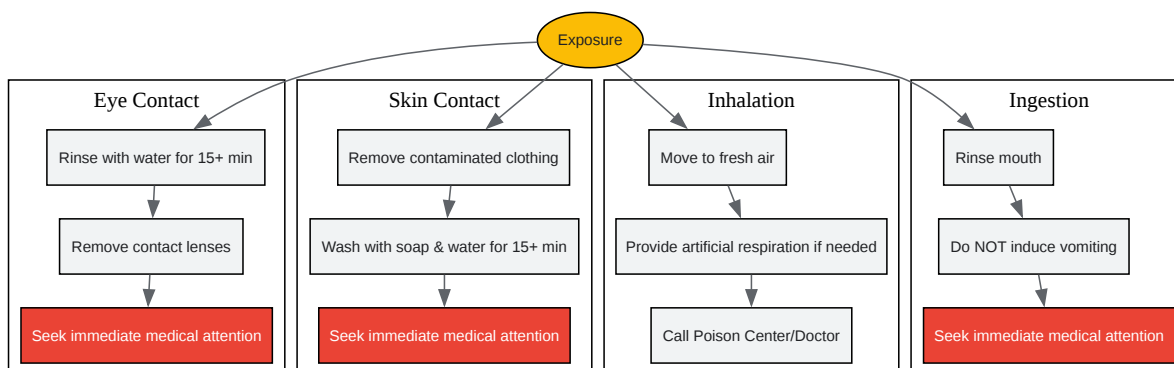 Exposure
Eye Contact
Rinse with water for 15+ min
Remove contact lenses
Seek immediate medical attention
Skin Contact
Remove contaminated clothing
Wash with soap & water for 15+ min
Seek immediate medical attention
Inhalation
Move to fresh air
Provide artificial respiration if needed
Call Poison Center/Doctor
Ingestion
Rinse mouth
Do NOT induce vomiting
Seek immediate medical attention